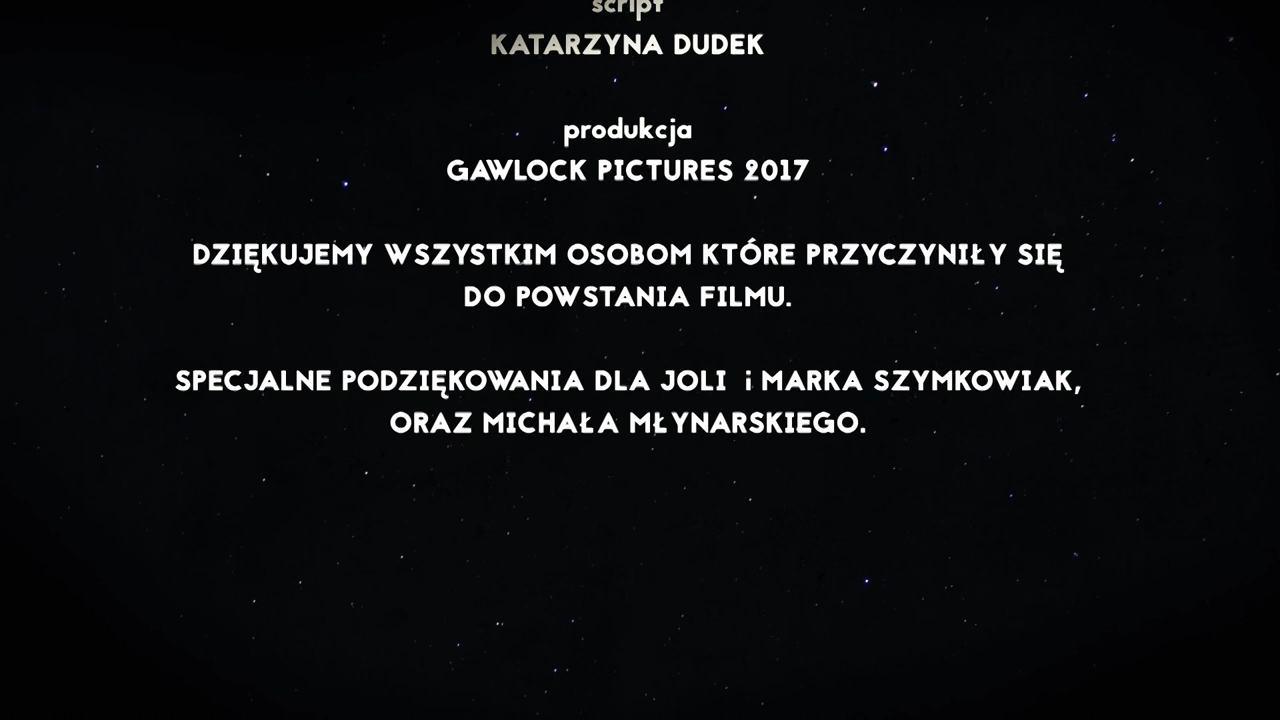 script
KATARZYNA DUDEK
produkcja
GAWLOCK PICTURES 2017
DZIĘKUJEMY WSZYSTKIM OSOBOM KTÓRE PRZYCZYNIŁY SIĘ
DO POWSTANIA FILMU.
SPECJALNE PODZIĘKOWANIA DLA JOLI i MARKA SZYMKOWIAK,
ORAZ MICHAŁA MŁYNARSKIEGO.